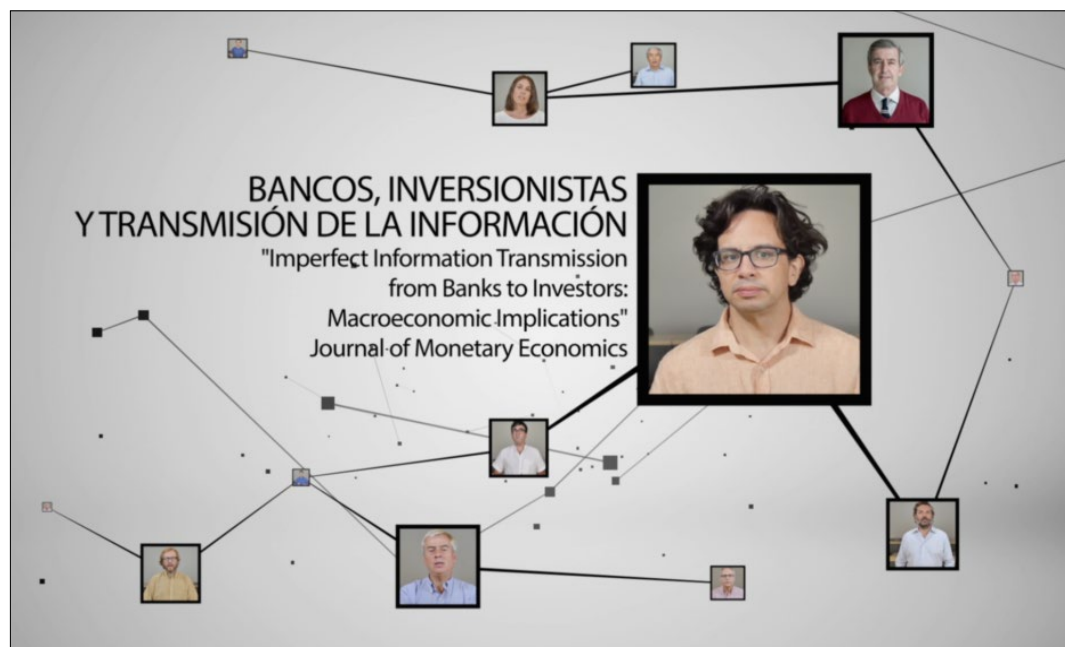 BANCOS, INVERSIONISTAS
Y TRANSMISIÓN DE LA INFORMACIÓN
"Imperfect Information Transmission
from Banks to Investors:
Macroeconomic Implications"
Journal of Monetary Economics